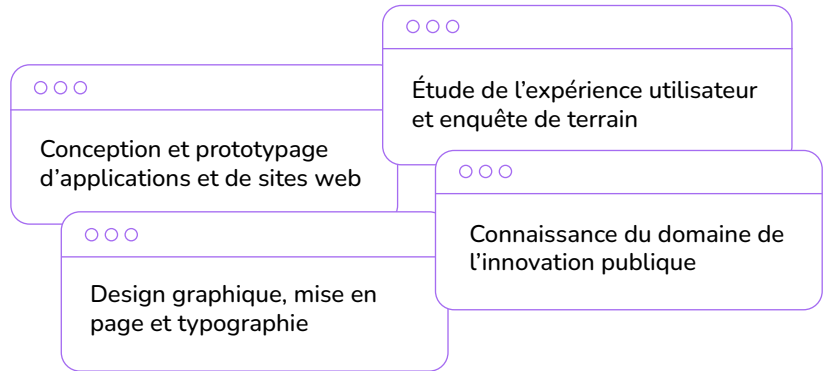 Étude de l’expérience utilisateur
et enquête de terrain
Conception et prototypage
d’applications et de sites web
Connaissance du domaine de
l’innovation publique
Design graphique, mise en
page et typographie